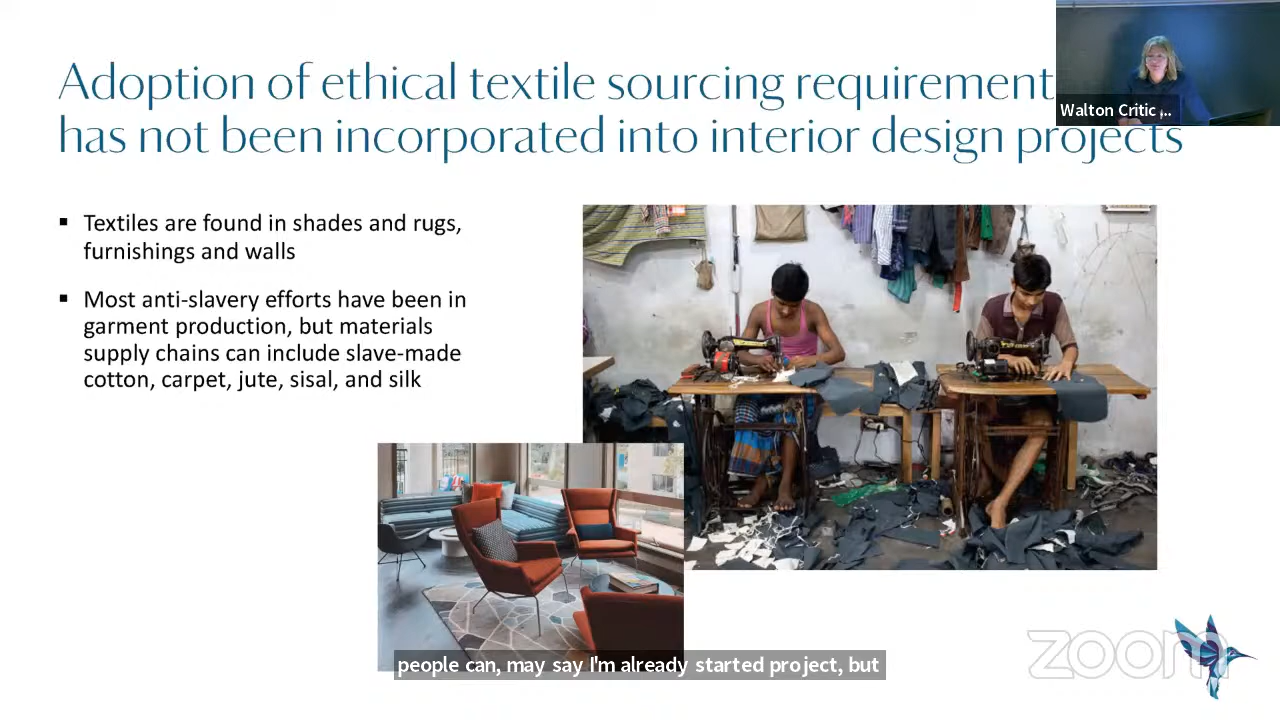 Adoption of ethical textile sourcing requirement
has not been incorporated into interior design projects
Walton Critic ,...
▪ Textiles are found in shades and rugs,
furnishings and walls
▪ Most anti-slavery efforts have been in
garment production, but materials
supply chains can include slave-made
cotton, carpet, jute, sisal, and silk
people can, may say I'm already started project, but
zoom